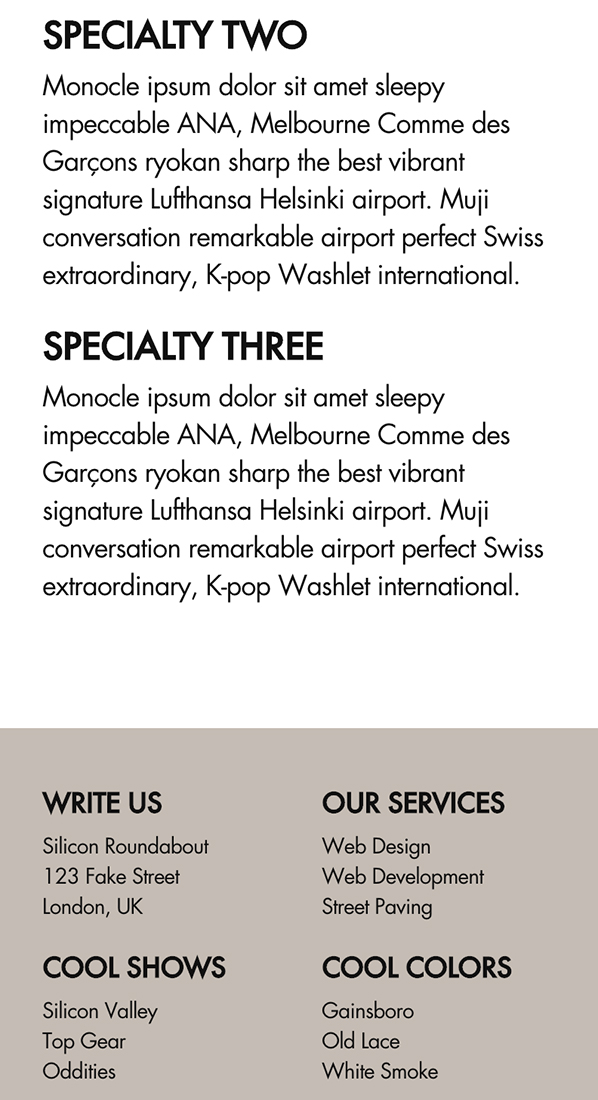 SPECIALTY TWO
Monocle ipsum dolor sit amet sleepy
impeccable ANA, Melbourne Comme des
Garçons ryokan sharp the best vibrant
signature Lufthansa Helsinki airport. Muji
conversation remarkable airport perfect Swiss
extraordinary, K-pop Washlet international.
SPECIALTY THREE
Monocle ipsum dolor sit amet sleepy
impeccable ANA, Melbourne Comme des
Garçons ryokan sharp the best vibrant
signature Lufthansa Helsinki airport. Muji
conversation remarkable airport perfect Swiss
extraordinary, K-pop Washlet international.
WRITE US
Silicon Roundabout
123 Fake Street
London, UK
OUR SERVICES
Web Design
Web Development
Street Paving
COOL SHOWS
Silicon Valley
Top Gear
Oddities
COOL COLORS
Gainsboro
Old Lace
White Smoke